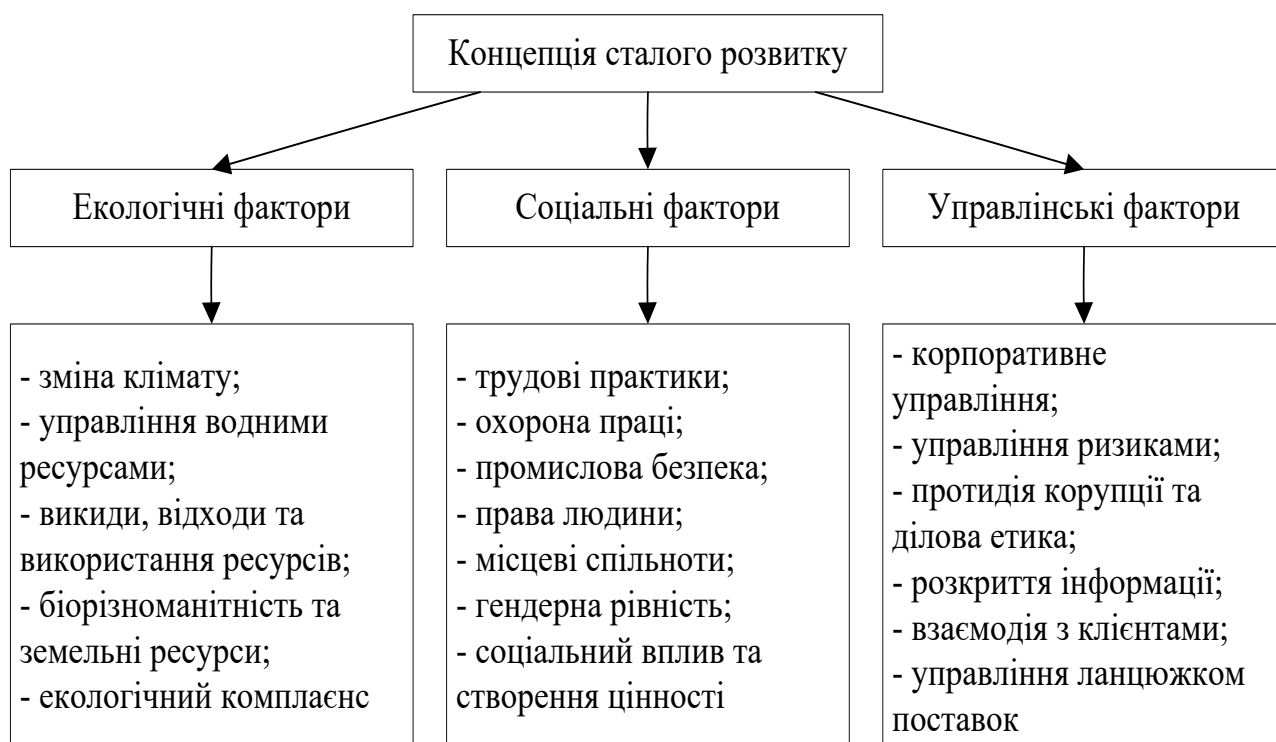 Концепція сталого розвитку
Екологічні фактори
Соціальні фактори
Управлінські фактори
- зміна клімату;
- управління водними
ресурсами;
- викиди, відходи та
використання ресурсів;
- біорізноманітність та
земельні ресурси;
- екологічний комплаєнс
- трудові практики;
- охорона праці;
- промислова безпека;
- права людини;
- місцеві спільноти;
- гендерна рівність;
- соціальний вплив та
створення цінності
- корпоративне
управління;
- управління ризиками;
- протидія корупції та
ділова етика;
- розкриття інформації;
- взаємодія з клієнтами;
- управління ланцюжком
поставок